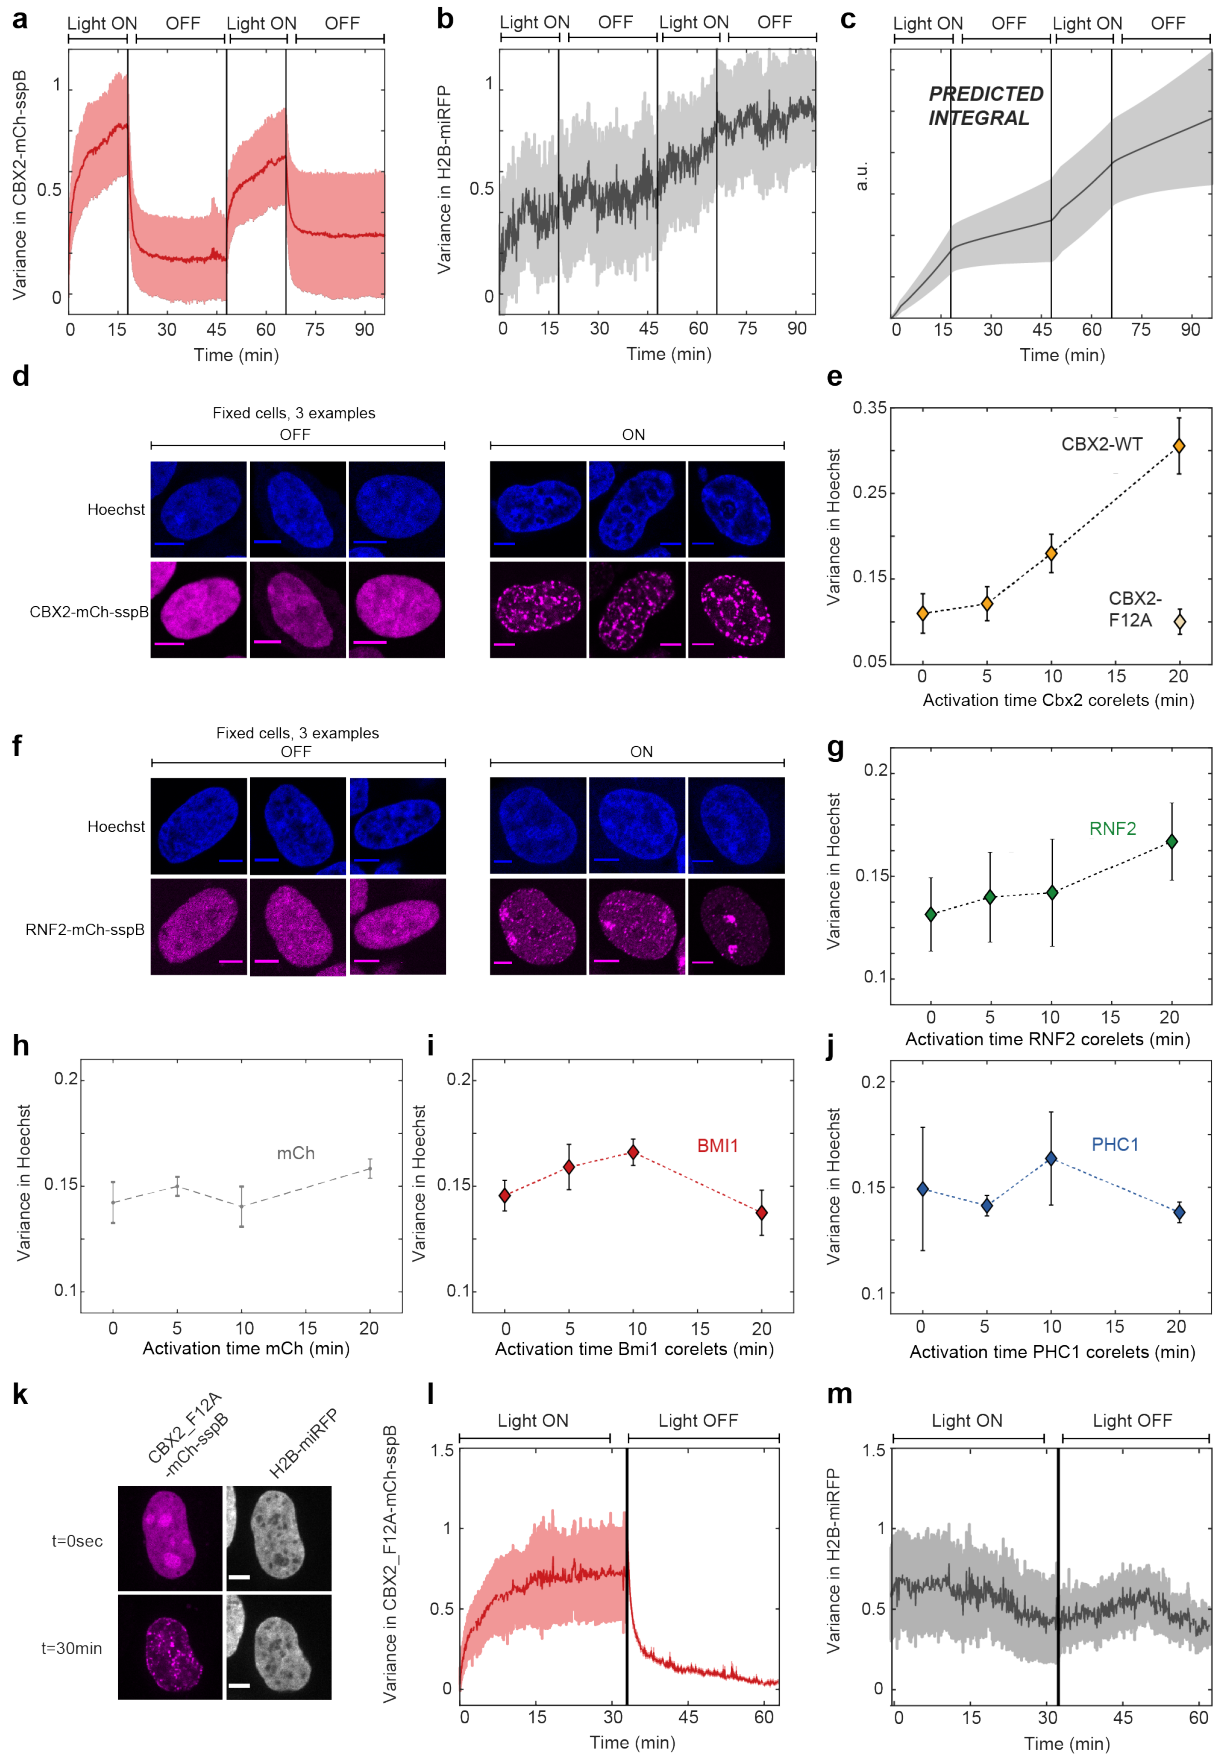 a
Light ON
OFF
Light ON
OFF
Variance in CBX2-mCh-sspB
1
0.5
0
0
15
30
45
60
75
90
Time (min)
b
Light ON
OFF
Light ON
OFF
Variance in H2B-miRFP
1
0.5
0
0
15
30
45
60
75
90
Time (min)
c
Light ON
OFF
Light ON
OFF
PREDICTED
INTEGRAL
a.u.
0
15
30
45
60
75
90
Time (min)
d
Fixed cells, 3 examples
OFF
ON
Hoechst
CBX2-mCh-sspB
e
0.35
0.25
0.15
0.05
Variance in Hoechst
CBX2-WT
CBX2-
F12A
0
5
10
15
20
Activation time Cbx2 corelets (min)
f
Fixed cells, 3 examples
OFF
ON
Hoechst
RNF2-mCh-sspB
g
0.2
0.15
0.1
Variance in Hoechst
RNF2
0
5
10
15
20
Activation time RNF2 corelets (min)
h
0.2
0.15
0.1
Variance in Hoechst
mCh
0
5
10
15
20
Activation time mCh (min)
i
0.2
0.15
0.1
Variance in Hoechst
BMI1
0
5
10
15
20
Activation time Bmi1 corelets (min)
j
0.2
0.15
0.1
Variance in Hoechst
PHC1
0
5
10
15
20
Activation time PHC1 corelets (min)
k
CBX2_F12A
-mCh-sspB
H2B-miRFP
t=0sec
t=30min
l
Light ON
Light OFF
Variance in CBX2_F12A-mCh-sspB
1.5
1
0.5
0
0
15
30
45
60
Time (min)
m
Light ON
Light OFF
Variance in H2B-miRFP
1.5
1
0.5
0
0
15
30
45
60
Time (min)